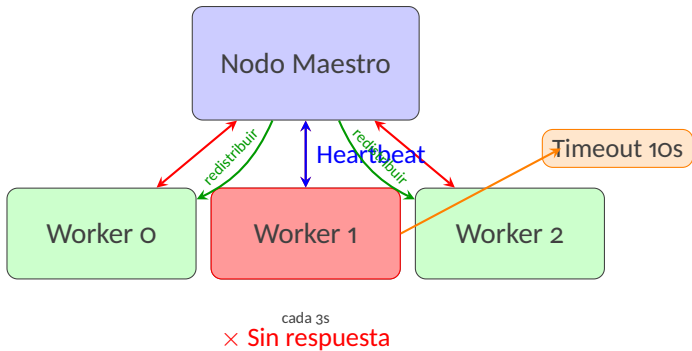 Nodo Maestro
redistribuir
Heartbeat
redistribuir
Timeout 10s
Worker 0
Worker 1
Worker 2
cada 3s
× Sin respuesta